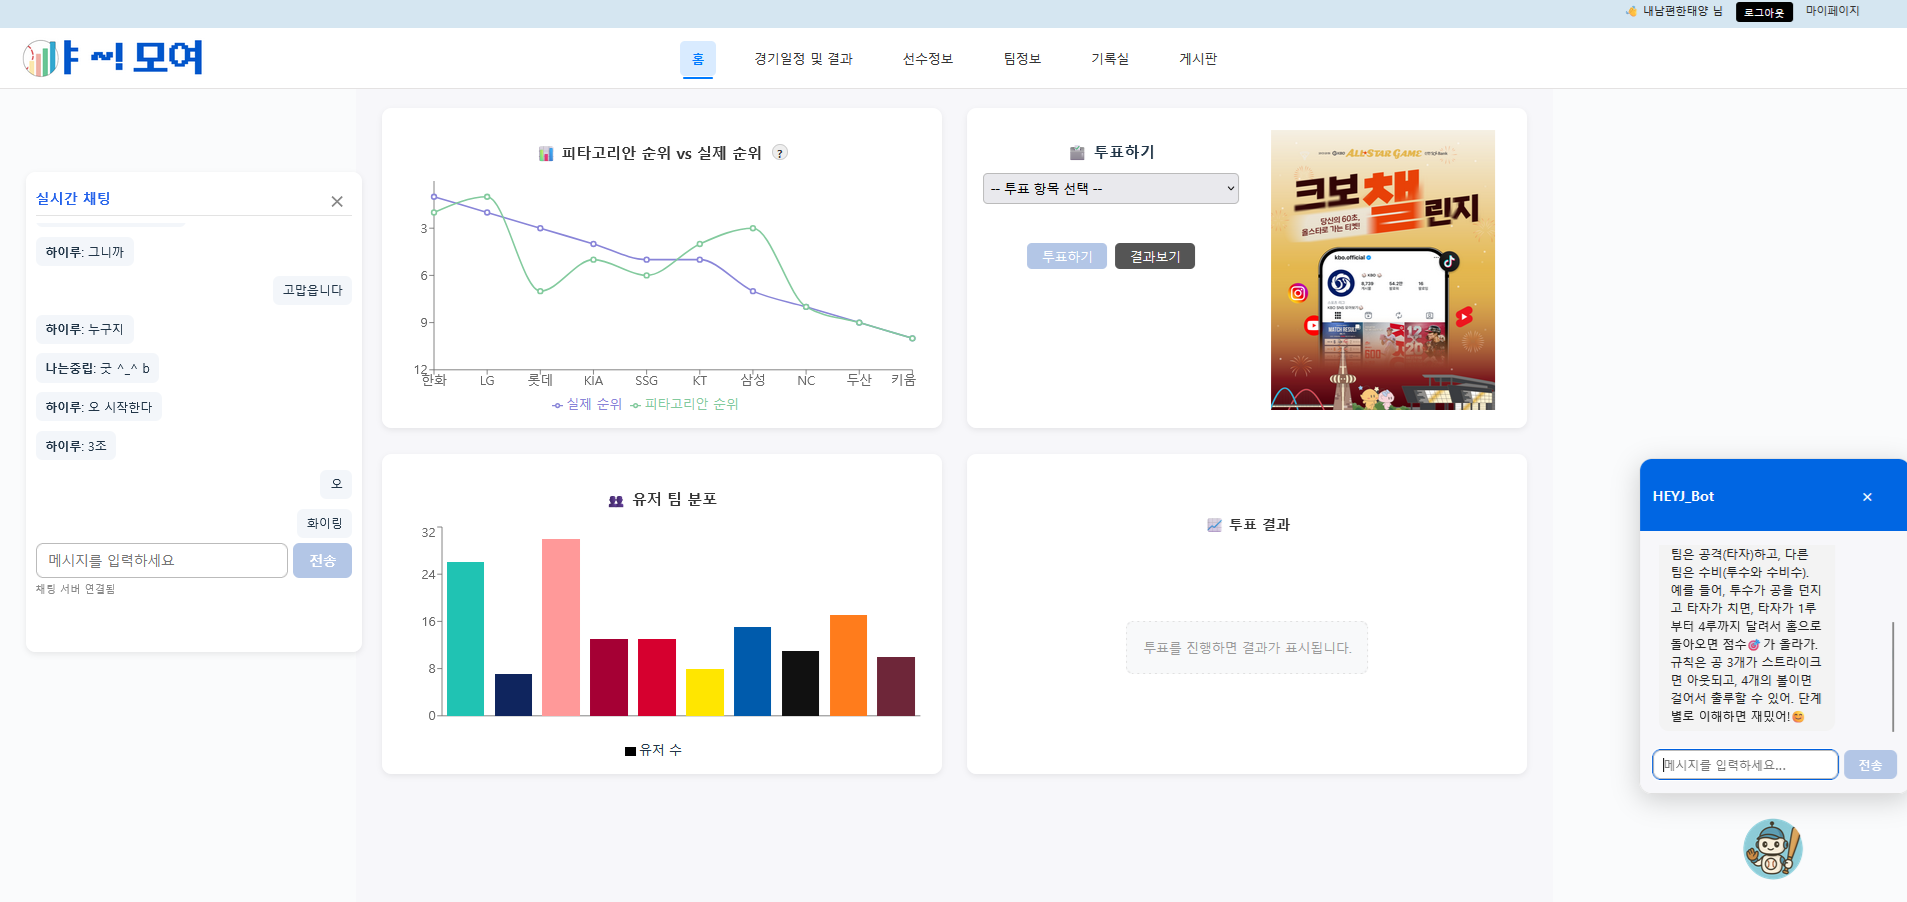 내남편한태양 님
로그아웃
마이페이지
야 ~! 모여
홈
경기일정 및 결과
선수정보
팀정보
기록실
게시판
실시간 채팅
×
하이루: 그니까
고맙읍니다
하이루: 누구지
나는중립: 굿 ^_^ b
하이루: 오 시작한다
하이루: 3조
오
화이링
메시지를 입력하세요
전송
채팅 서버 연결됨
피타고리안 순위 vs 실제 순위 ?
3
6
9
12
한화 LG 롯데 KIA SSG KT 삼성 NC 두산 키움
실제 순위 피타고리안 순위
투표하기
-- 투표 항목 선택 --
투표하기
결과보기
KBO ALL★STAR GAME
크보챌린지
당신의 60초,
올스타로 가는 티켓!
kbo.official
KBO
8,739
54.2만
16
MATCH RESULT
유저 팀 분포
32
24
16
8
0
유저 수
투표 결과
투표를 진행하면 결과가 표시됩니다.
HEYJ_Bot
×
팀은 공격(타자)하고, 다른
팀은 수비(투수와 수비수).
예를 들어, 투수가 공을 던지
고 타자가 치면, 타자가 1루
부터 4루까지 달려서 홈으로
돌아오면 점수🎯가 올라가.
규칙은 공 3개가 스트라이크
면 아웃되고, 4개의 볼이면
걸어서 출루할 수 있어. 단계
별로 이해하면 재밌어!😊
메시지를 입력하세요...
전송